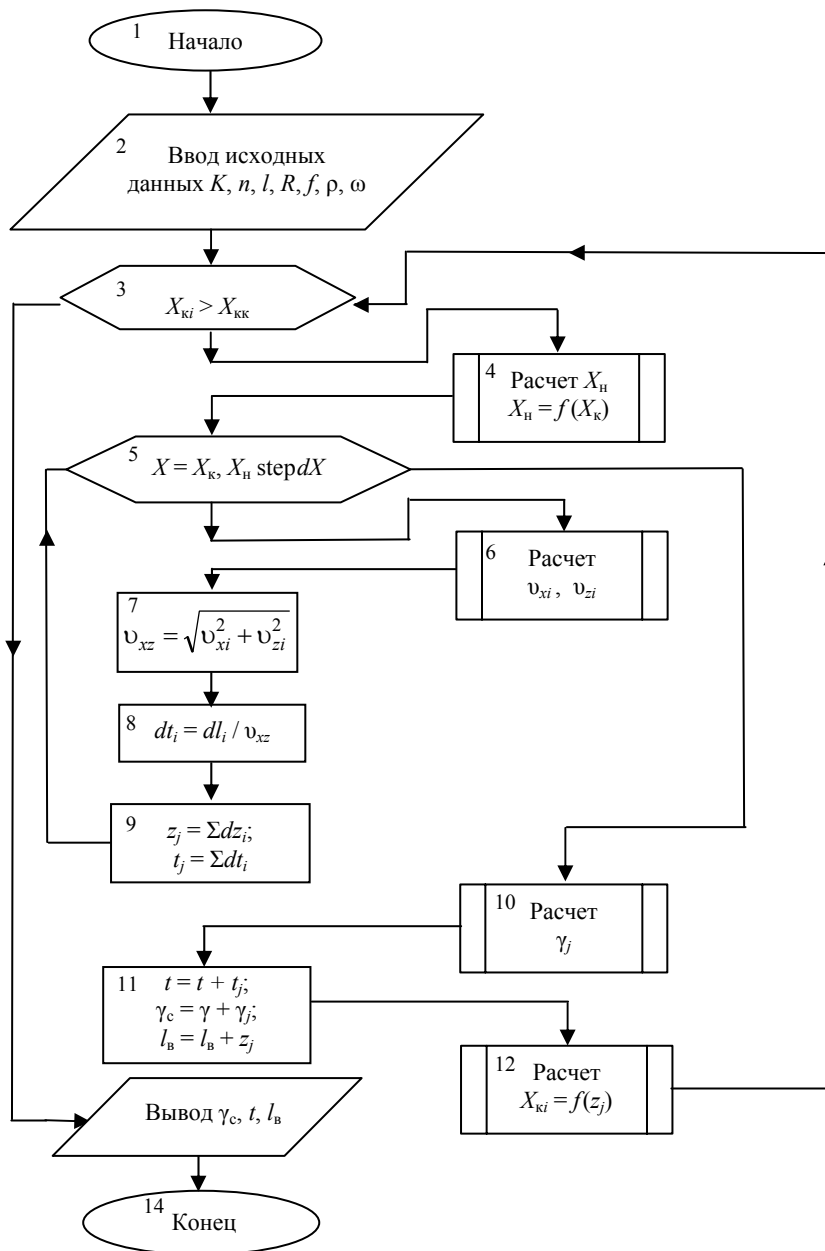 1
Начало
2
Ввод исходных
данных K, n, l, R, f, ρ, ω
3
Xкi > Xкк
4
Расчет Xн
Xн = f (Xк)
5
X = Xк, Xн stepdX
6
Расчет
υxi , υzi
7
υxz = √(υ²xi + υ²zi)
8
dti = dli / υxz
9
zj = Σdzi;
tj = Σdti
10
Расчет
γj
11
t = t + tj;
γc = γ + γj;
lв = lв + zj
12
Расчет
Xкi = f(zj)
Вывод γc, t, lв
14
Конец